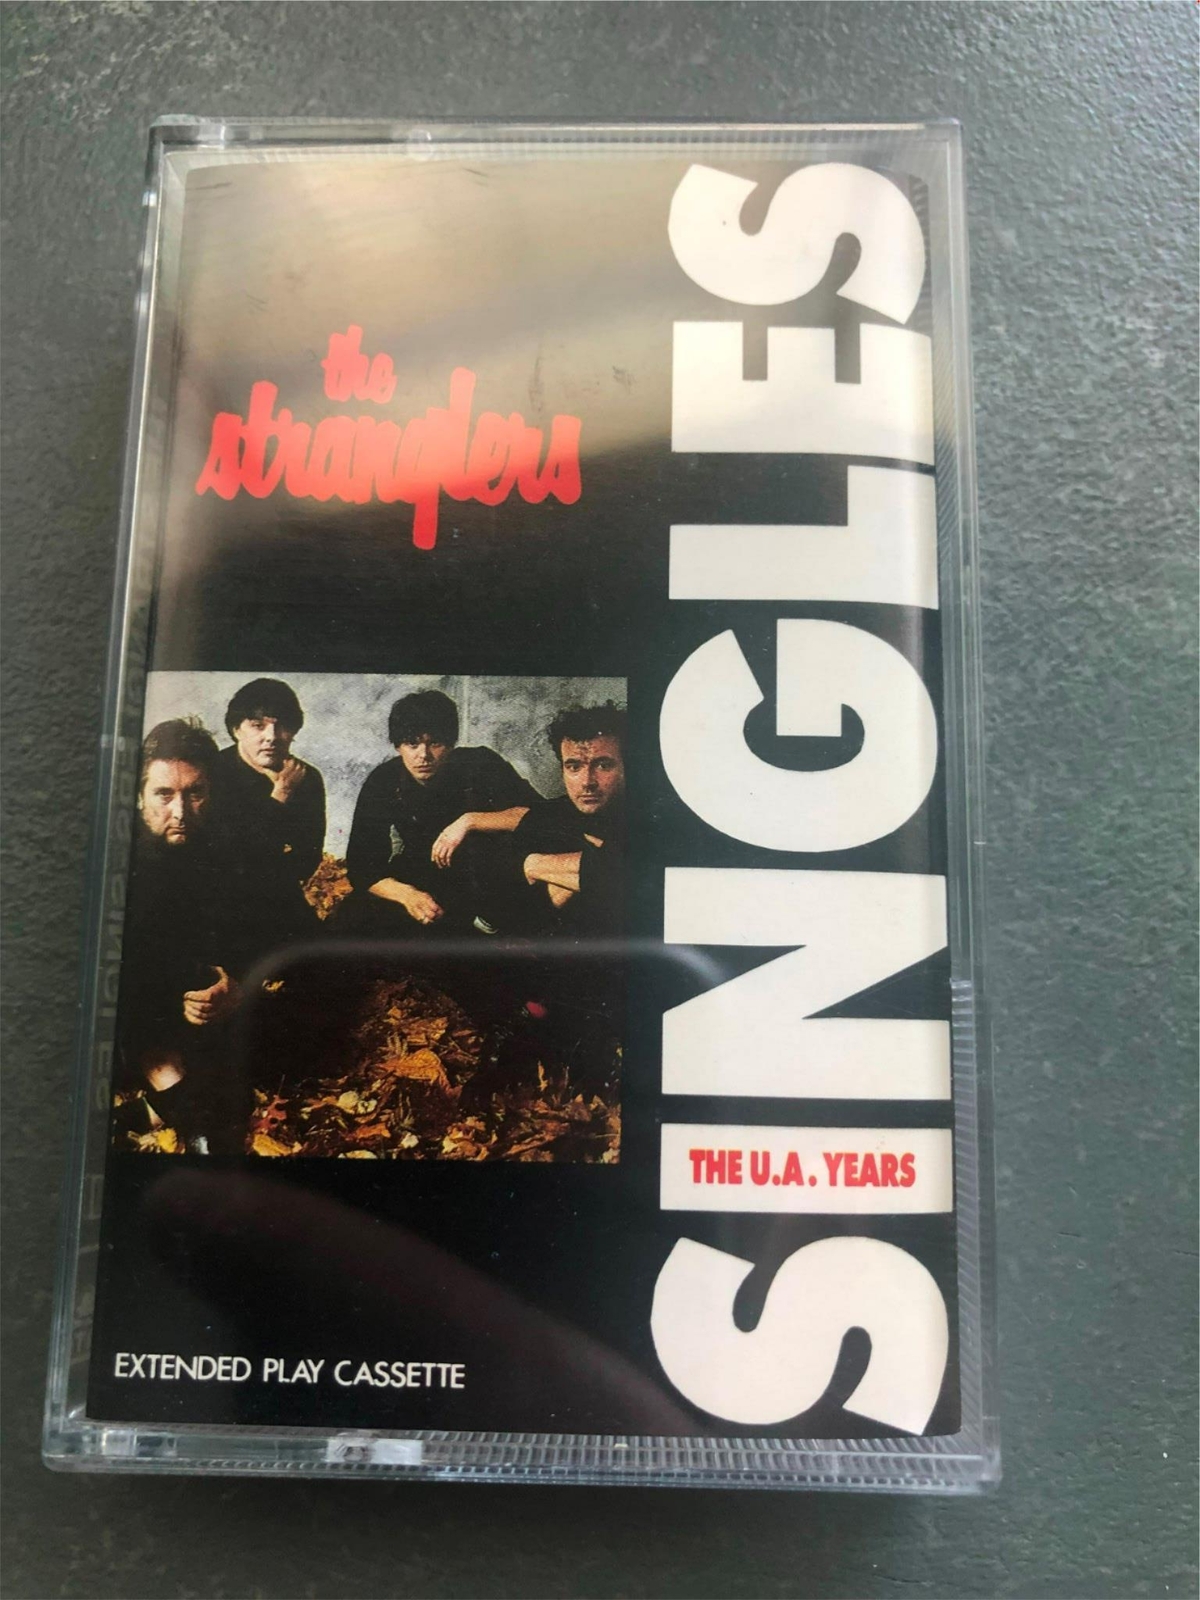 the
stranglers
SINGLES
THE U.A. YEARS
EXTENDED PLAY CASSETTE